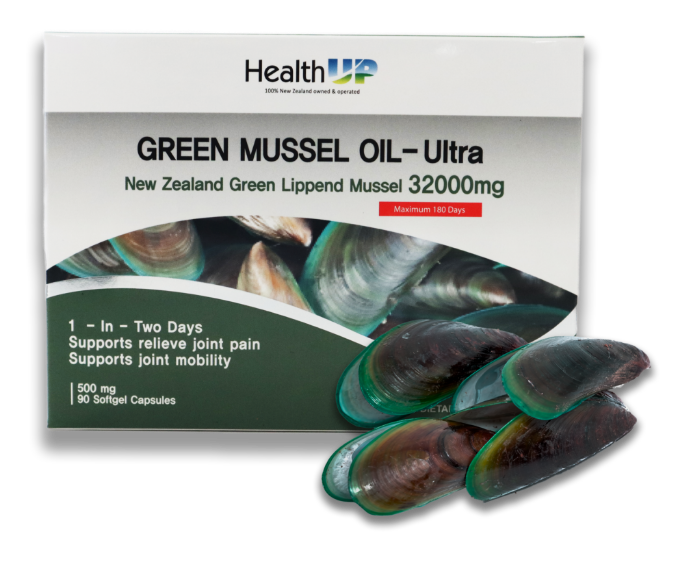 HealthUP
100% New Zealand owned & operated
GREEN MUSSEL OIL-Ultra
New Zealand Green Lippend Mussel 32000mg
Maximum 180 Days
1 - In - Two Days
Supports relieve joint pain
Supports joint mobility
500 mg
90 Softgel Capsules